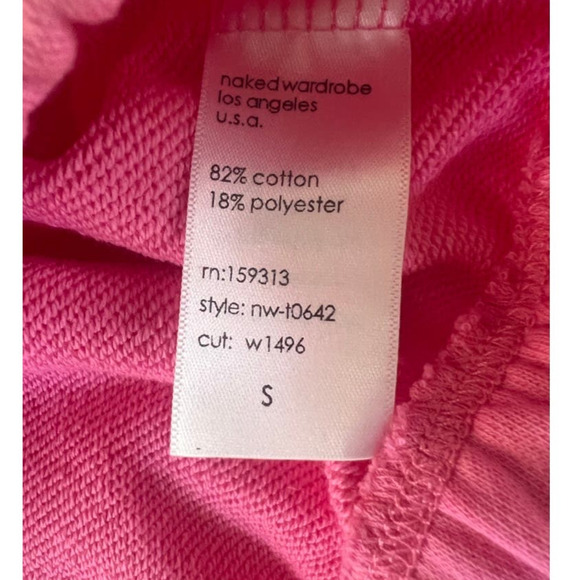 naked wardrobe
los angeles
u.s.a.
82% cotton
18% polyester
rn:159313
style: nw-t0642
cut: w1496
S